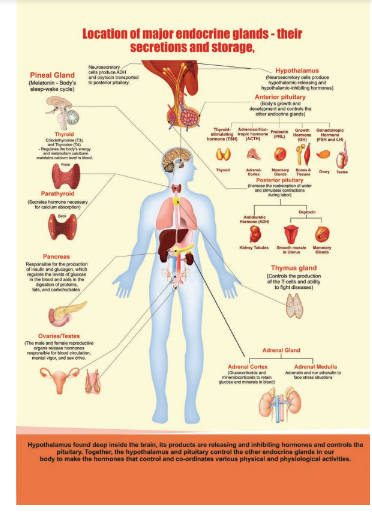 Location of major endocrine glands - their
secretions and storage,
Neurosecretory
cells produce ADH
and oxytocin transported
to posterior pituitary.
Hypothalamus
(Neurosecretory cells produce
hypothalamic-releasing and
hypothalamic-inhibiting hormones)
Pineal Gland
(Melatonin - Body's
sleep-wake cycle)
Anterior pituitary
(Body's growth and
development and controls the
other endocrine glands)
Thyroid-
stimulating
hormone (TSH)
Adrenocortico-
tropic hormone
(ACTH)
Prolactin
(PRL)
Growth
Hormone
(GH)
Gonadotropic
Hormone
(FSH and LH)
Thyroid
Adrenal-
Cortex
Mammary
Glands
Bones &
Tissues
Ovary
Testes
Thyroid
and Thyroxine (T4).
- Regulates the body's energy
and metabolism
maintains calcium level in blood.
Front
Parathyroid
(Secretes hormone necessary
for calcium absorption)
Back
Posterior pituitary
(Increase the reabsorption of water
and stimulates contractions
during labor)
Antidiuretic
Hormone (ADH)
Oxytocin
Kidney Tubules
Smooth muscle
in Uterus
Mammary
Glands
Pancreas
Responsible for the production
of insulin and glucagon, which
regulate the levels of glucose
in the blood and aids in the
digestion of proteins,
fats, and carbohydrates
Thymus gland
(Controls the production
of the T-cells and ability
to fight diseases)
Ovaries/Testes
(The male and female reproductive
organs release hormones
responsible for blood circulation,
mental vigor, and sex drive.
Adrenal Gland
Adrenal Cortex
(Glucocorticoids and
mineralocorticoids to retain
glucose and minerals in blood)
Adrenal Medulla
Adrenalin and nor adrenalin to
face stress situations
Hypothalamus found deep inside the brain, its products are releasing and inhibiting hormones and controls the
pituitary. Together, the hypothalamus and pituitary control the other endocrine glands in our
body to make the hormones that control and co-ordinates various physical and physiological activities.